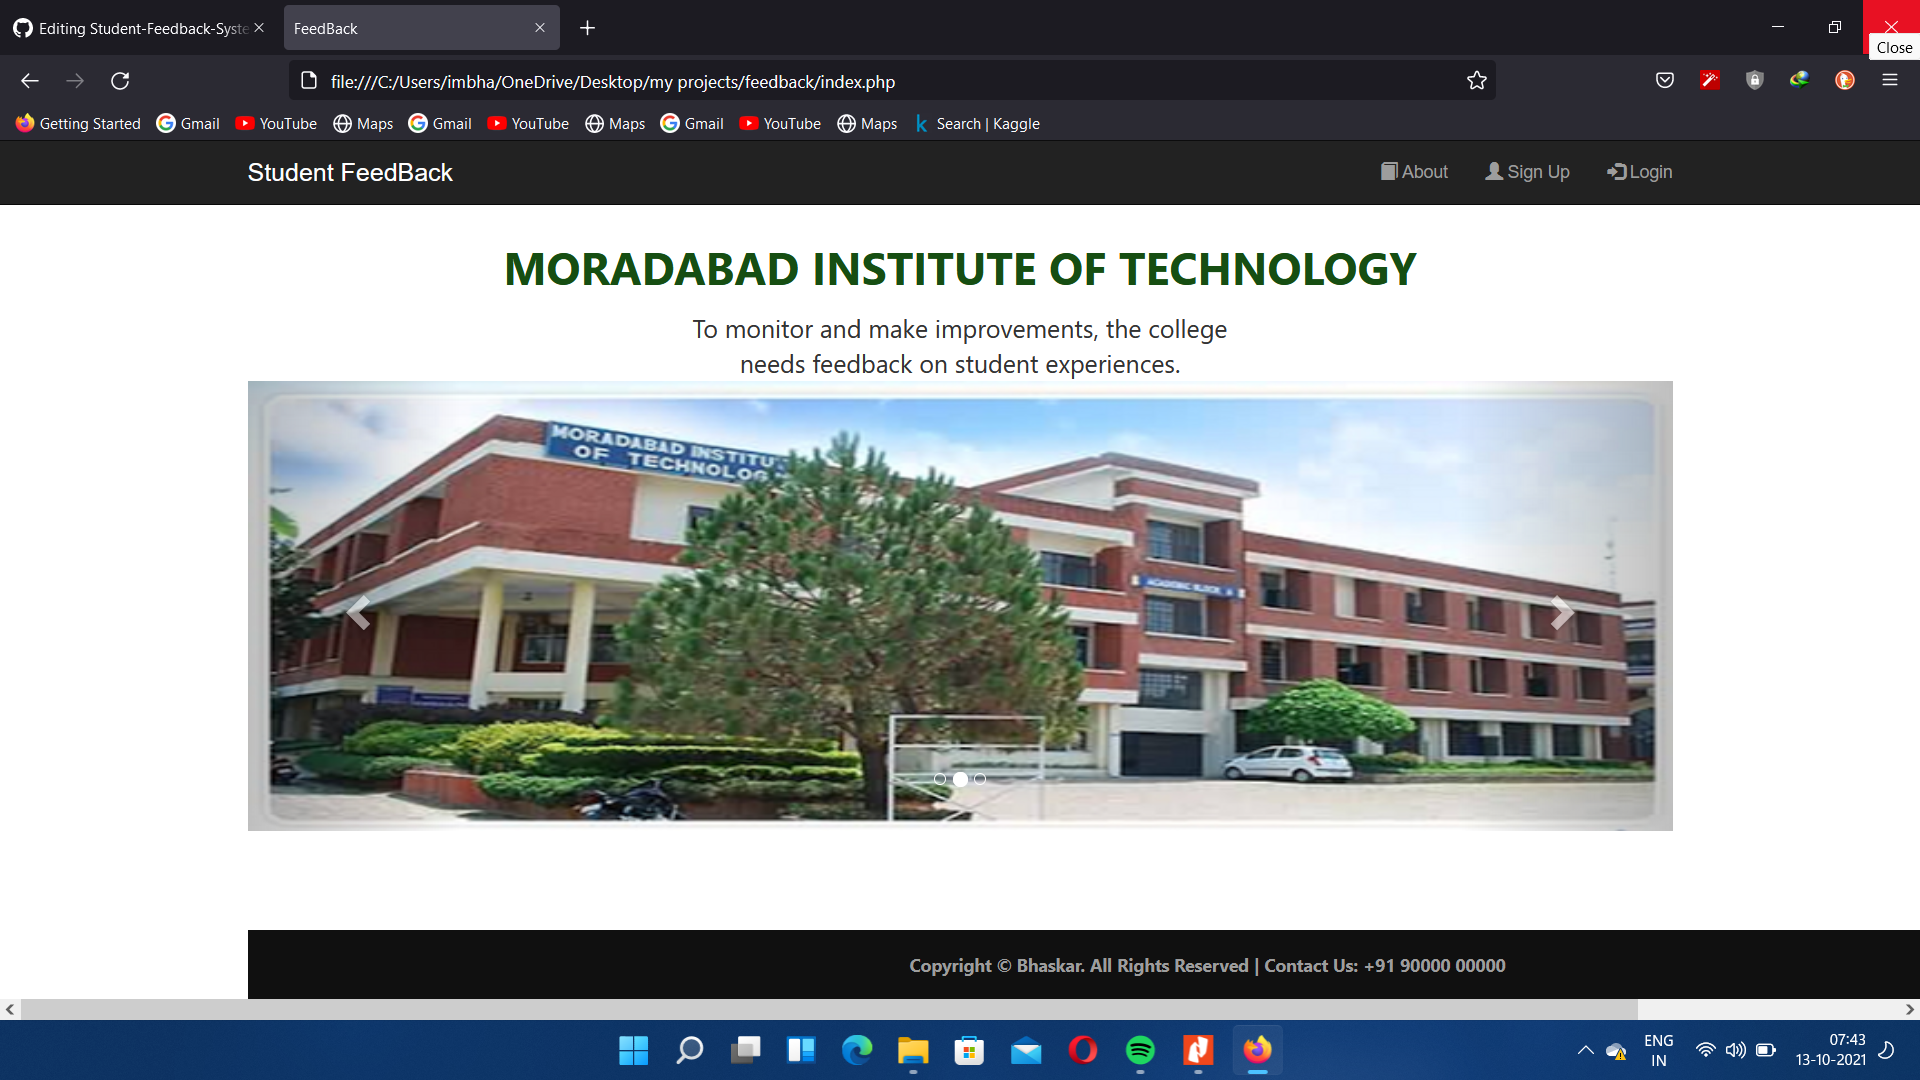 Editing Student-Feedback-Syste
FeedBack
Close
file:///C:/Users/imbha/OneDrive/Desktop/my projects/feedback/index.php
Getting Started
Gmail
YouTube
Maps
Gmail
YouTube
Maps
Gmail
YouTube
Maps
Search | Kaggle
Student FeedBack
About
Sign Up
Login
MORADABAD INSTITUTE OF TECHNOLOGY
To monitor and make improvements, the college
needs feedback on student experiences.
MORADABAD INSTITU
OF TECHNOLOG
ACADEMIC BLOCK
Copyright © Bhaskar. All Rights Reserved | Contact Us: +91 90000 00000
ENG
IN
07:43
13-10-2021